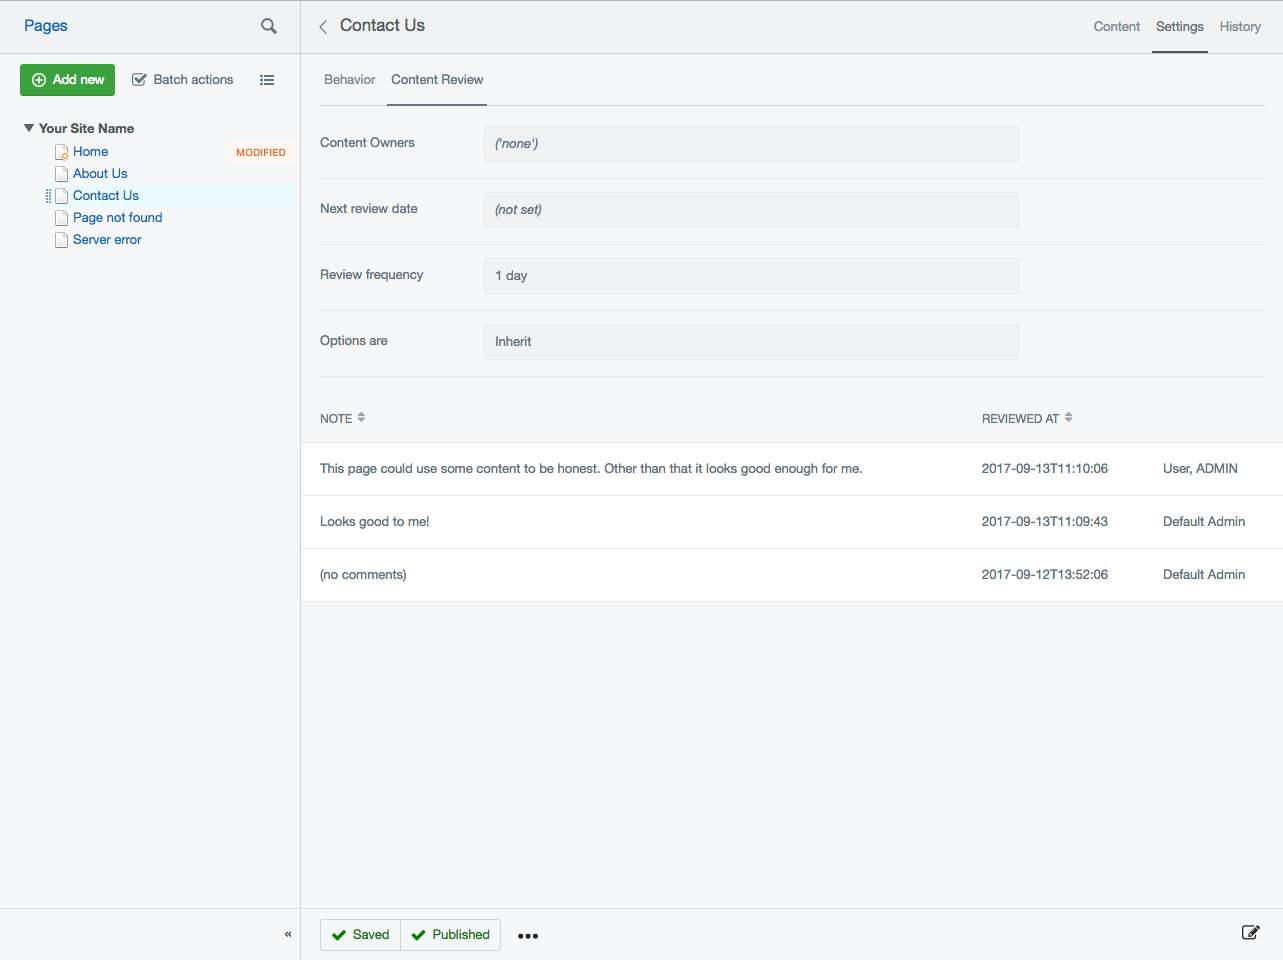 Pages
Contact Us
Content Settings History
Add new Batch actions
Behavior Content Review
Your Site Name
Home MODIFIED
About Us
Contact Us
Page not found
Server error
Content Owners ('none')
Next review date (not set)
Review frequency 1 day
Options are Inherit
NOTE REVIEWED AT
This page could use some content to be honest. Other than that it looks good enough for me. 2017-09-13T11:10:06 User, ADMIN
Looks good to me! 2017-09-13T11:09:43 Default Admin
(no comments) 2017-09-12T13:52:06 Default Admin
« Saved Published •••